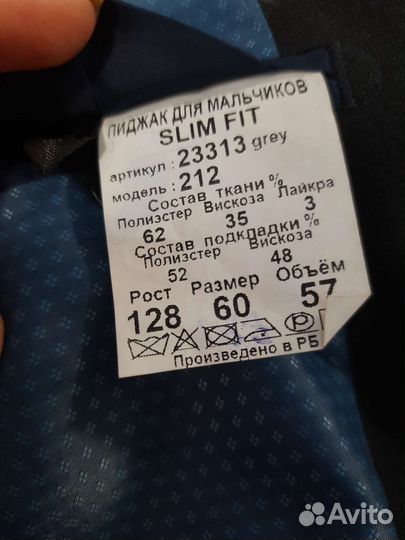 ПИДЖАК ДЛЯ МАЛЬЧИКОВ
SLIM FIT
артикул : 23313 grey
модель : 212
Состав ткани %
Полиэстер Вискоза Лайкра
62 35 3
Состав подкладки %
Полиэстер Вискоза
52 48
Рост Размер Объём
128 60 57
P
Произведено в РБ
Avito